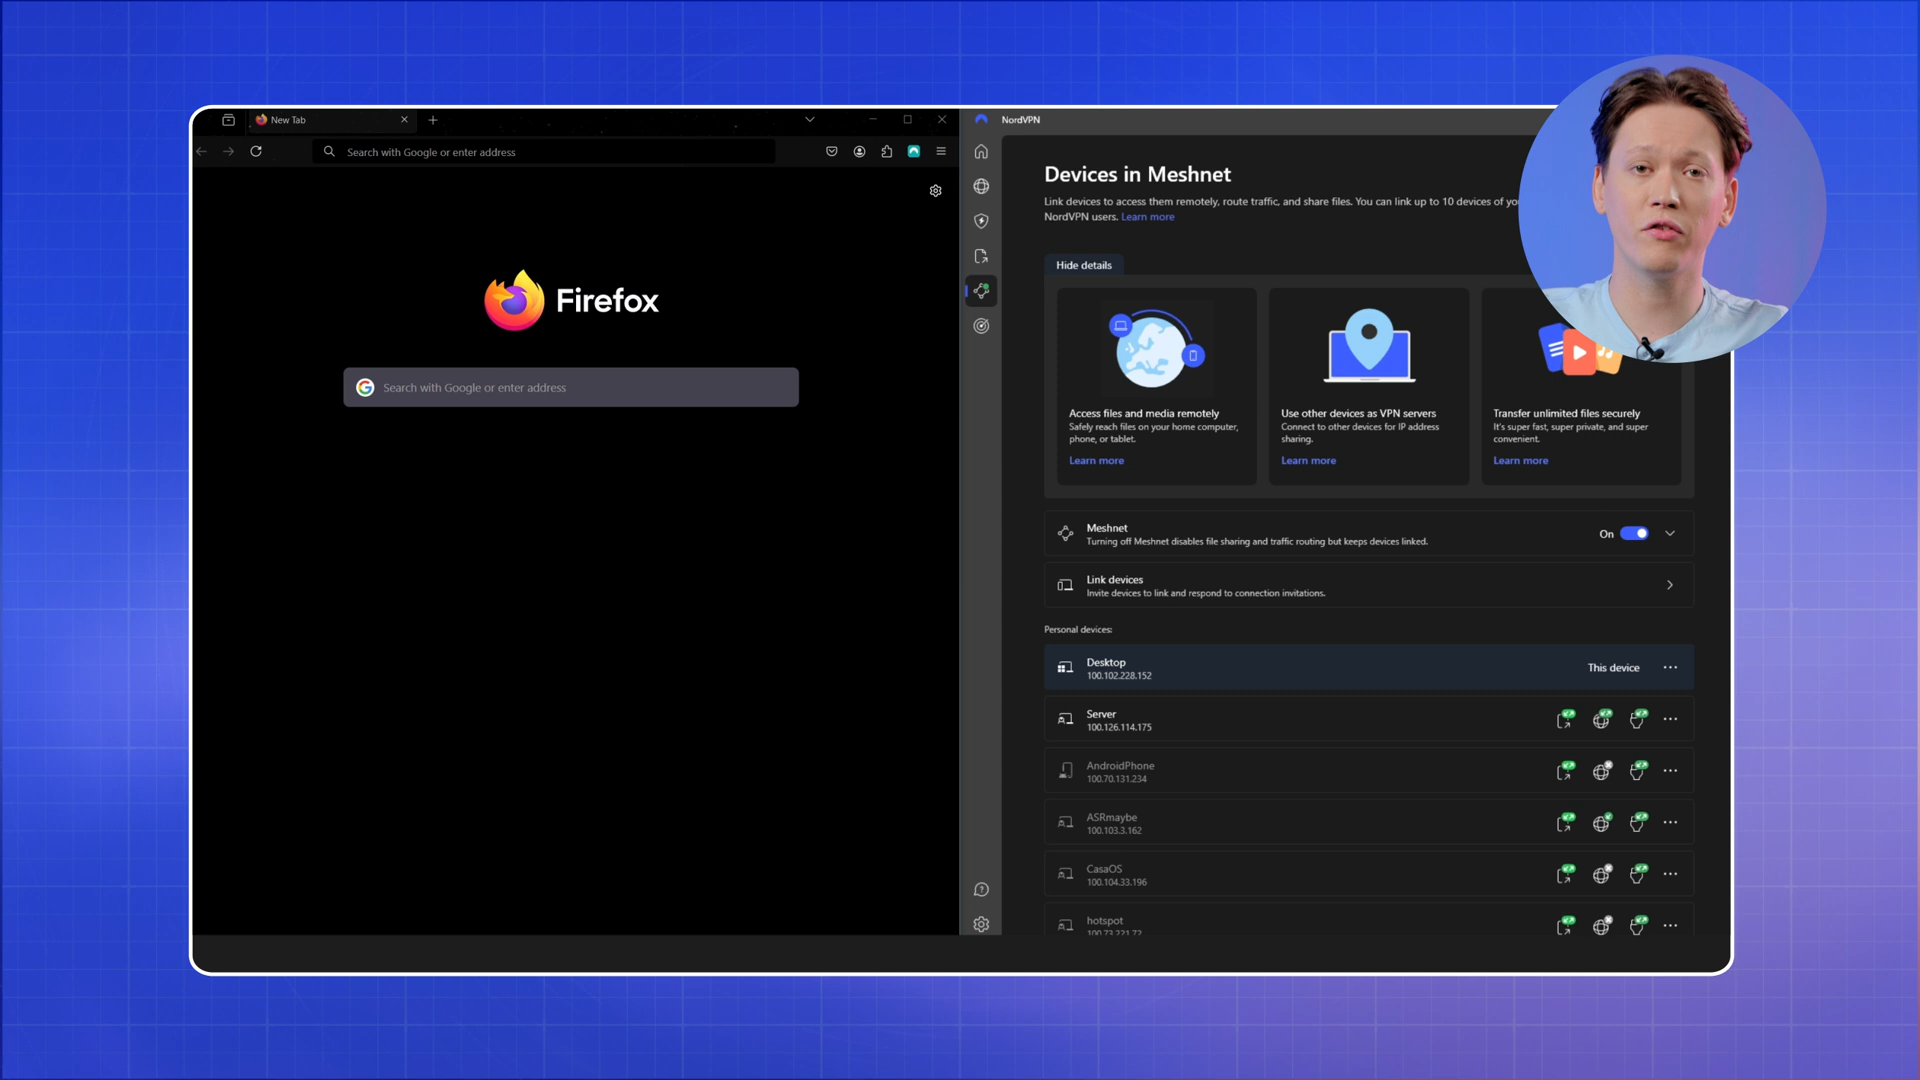 New Tab
Search with Google or enter address
Firefox
Search with Google or enter address
NordVPN
Devices in Meshnet
Link devices to access them remotely, route traffic, and share files. You can link up to 10 devices of
NordVPN users. Learn more
Hide details
Access files and media remotely
Safely reach files on your home computer,
phone, or tablet.
Learn more
Use other devices as VPN servers
Connect to other devices for IP address
sharing.
Learn more
Transfer unlimited files securely
It's super fast, super private, and super
convenient.
Learn more
Meshnet
Turning off Meshnet disables file sharing and traffic routing but keeps devices linked.
On
Link devices
Invite devices to link and respond to connection invitations.
Personal devices:
Desktop
100.102.228.152
This device
Server
100.126.114.175
AndroidPhone
100.70.131.234
ASRmaybe
100.103.3.162
CasaOS
100.104.33.196
hotspot
100.73.221.72